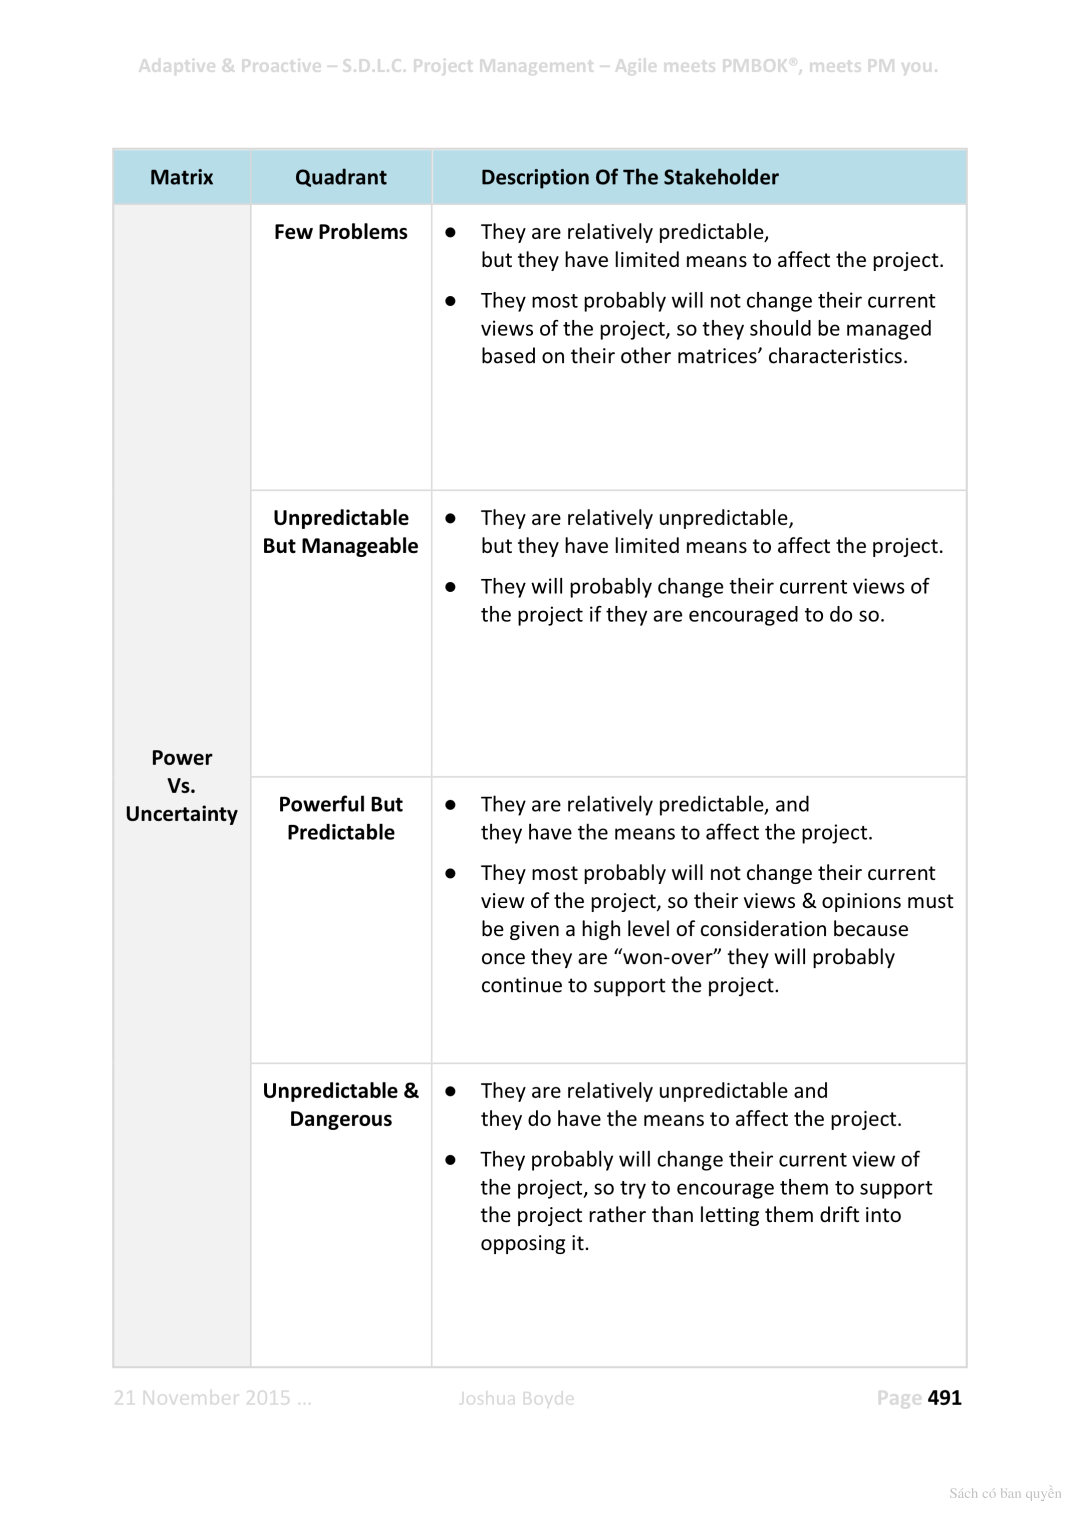 Adaptive & Proactive – S.D.L.C. Project Management – Agile meets PMBOK®, meets PM you.
Matrix Quadrant Description Of The Stakeholder
Power
Vs.
Uncertainty
Few Problems
● They are relatively predictable,
but they have limited means to affect the project.
● They most probably will not change their current
views of the project, so they should be managed
based on their other matrices’ characteristics.
Unpredictable
But Manageable
● They are relatively unpredictable,
but they have limited means to affect the project.
● They will probably change their current views of
the project if they are encouraged to do so.
Powerful But
Predictable
● They are relatively predictable, and
they have the means to affect the project.
● They most probably will not change their current
view of the project, so their views & opinions must
be given a high level of consideration because
once they are “won-over” they will probably
continue to support the project.
Unpredictable &
Dangerous
● They are relatively unpredictable and
they do have the means to affect the project.
● They probably will change their current view of
the project, so try to encourage them to support
the project rather than letting them drift into
opposing it.
21 November 2015 … Joshua Boyde Page 491
Sách có bản quyền